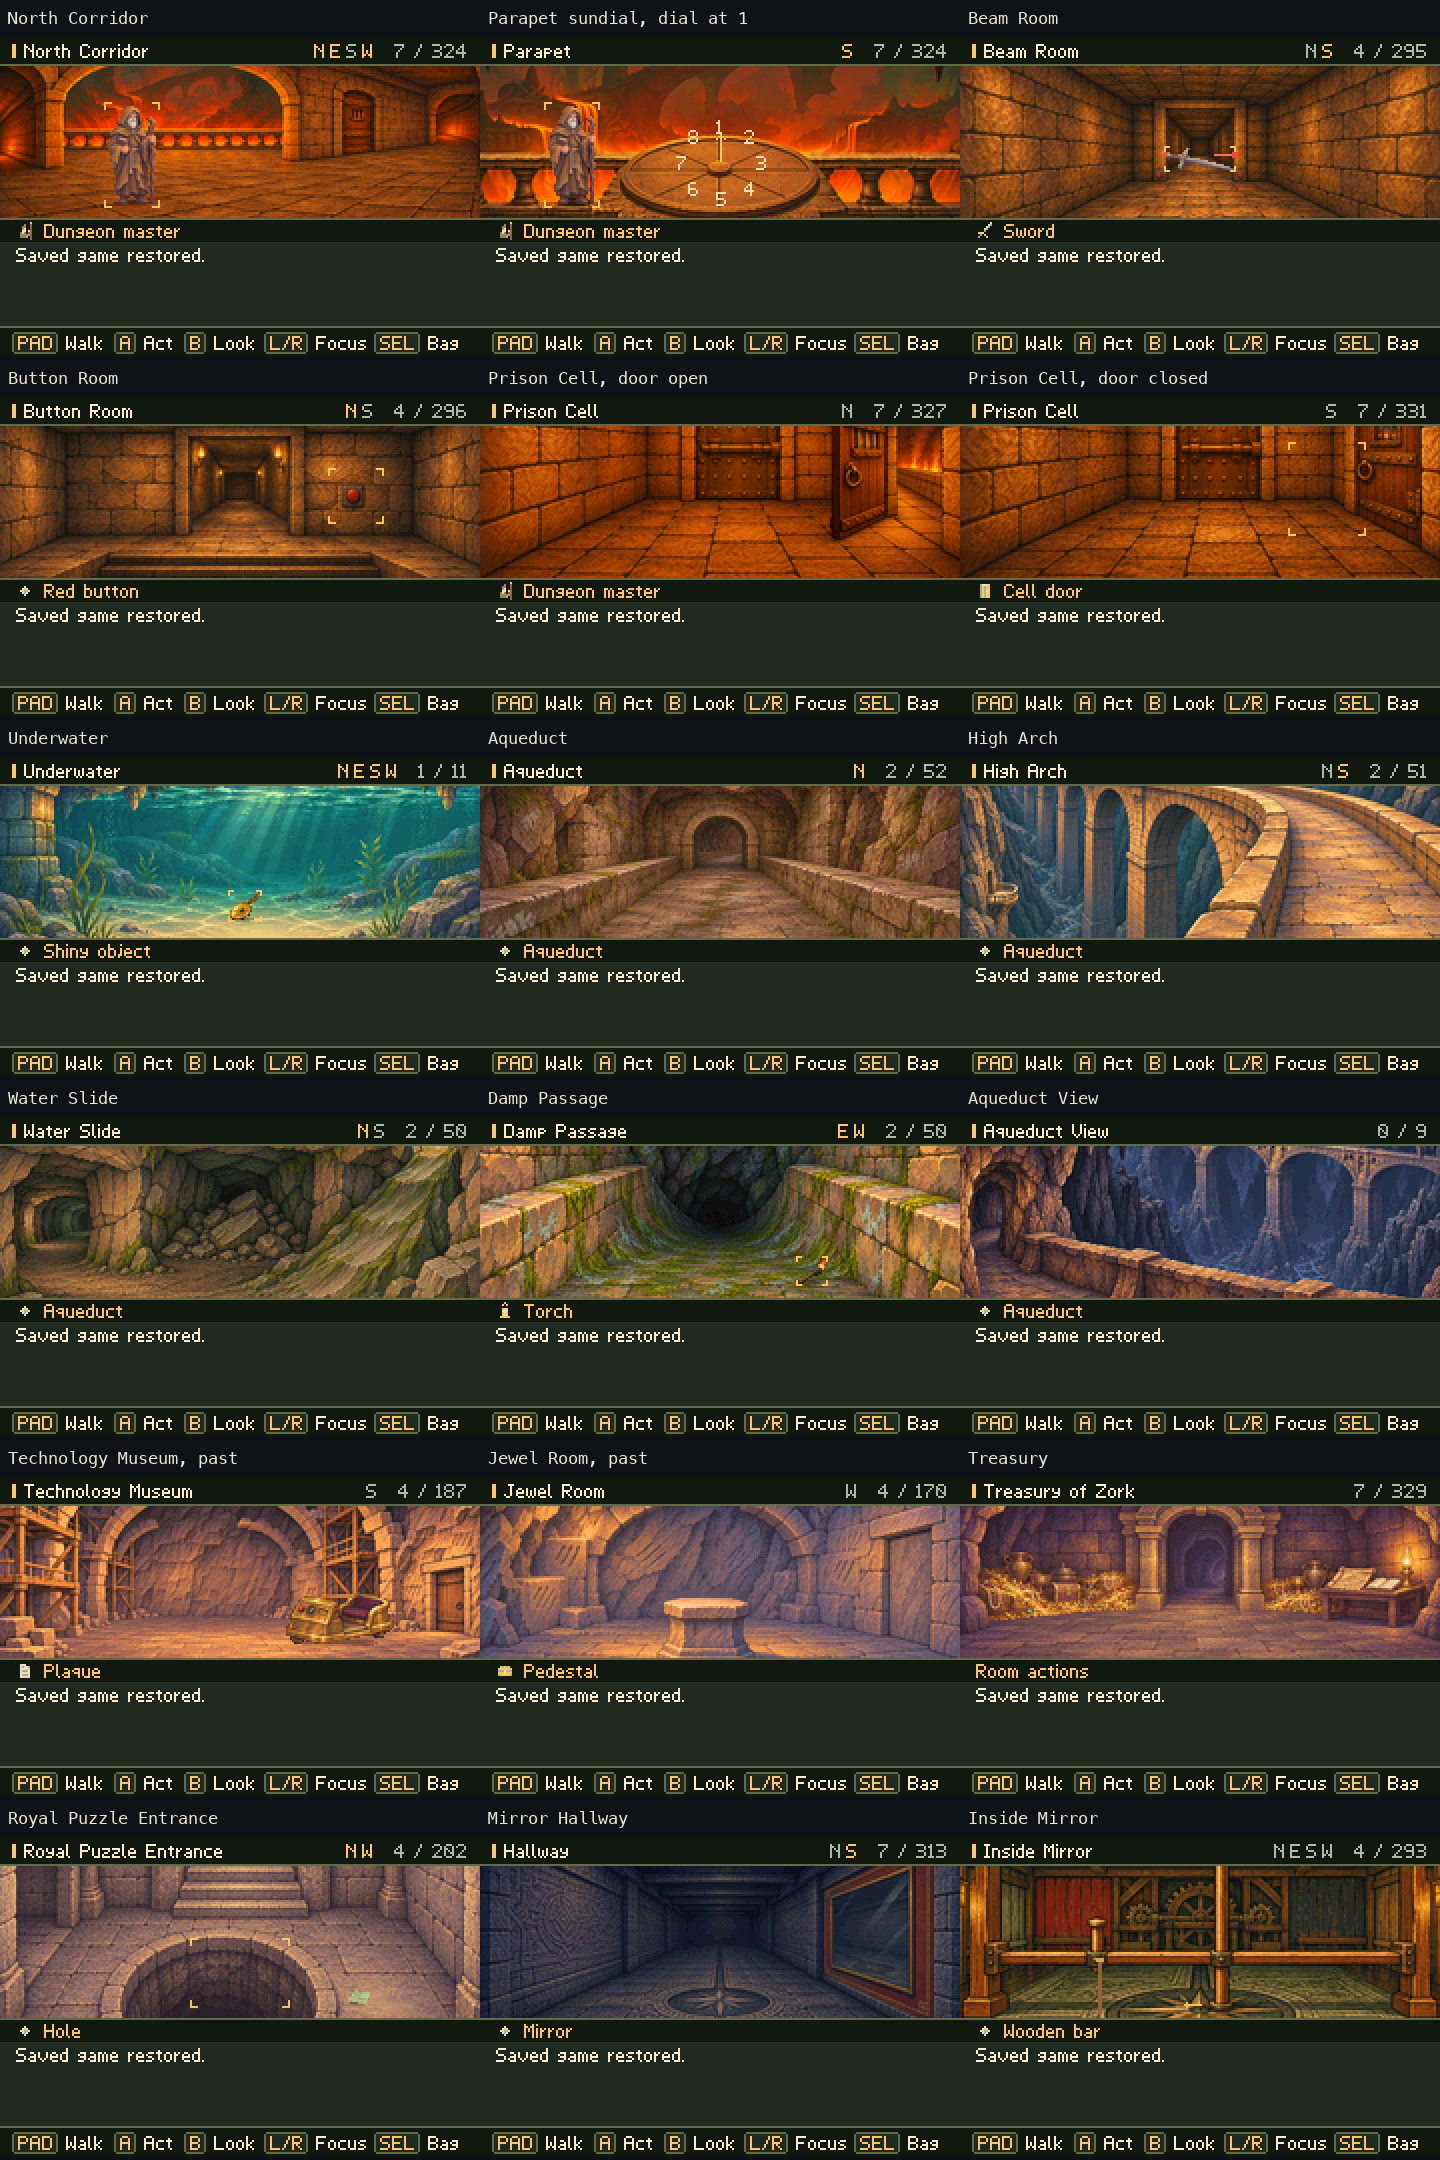 North Corridor
Parapet sundial, dial at 1
Beam Room
North Corridor NESW 7 / 324
Parapet S 7 / 324
Beam Room NS 4 / 295
1
8 2
7 3
6 4
5
Dungeon master
Dungeon master
Sword
Saved game restored.
Saved game restored.
Saved game restored.
PAD Walk A Act B Look L/R Focus SEL Bag
PAD Walk A Act B Look L/R Focus SEL Bag
PAD Walk A Act B Look L/R Focus SEL Bag
Button Room
Prison Cell, door open
Prison Cell, door closed
Button Room NS 4 / 296
Prison Cell N 7 / 327
Prison Cell S 7 / 331
Red button
Dungeon master
Cell door
Saved game restored.
Saved game restored.
Saved game restored.
PAD Walk A Act B Look L/R Focus SEL Bag
PAD Walk A Act B Look L/R Focus SEL Bag
PAD Walk A Act B Look L/R Focus SEL Bag
Underwater
Aqueduct
High Arch
Underwater NESW 1 / 11
Aqueduct N 2 / 52
High Arch NS 2 / 51
Shiny object
Aqueduct
Aqueduct
Saved game restored.
Saved game restored.
Saved game restored.
PAD Walk A Act B Look L/R Focus SEL Bag
PAD Walk A Act B Look L/R Focus SEL Bag
PAD Walk A Act B Look L/R Focus SEL Bag
Water Slide
Damp Passage
Aqueduct View
Water Slide NS 2 / 50
Damp Passage EW 2 / 50
Aqueduct View 0 / 9
Aqueduct
Torch
Aqueduct
Saved game restored.
Saved game restored.
Saved game restored.
PAD Walk A Act B Look L/R Focus SEL Bag
PAD Walk A Act B Look L/R Focus SEL Bag
PAD Walk A Act B Look L/R Focus SEL Bag
Technology Museum, past
Jewel Room, past
Treasury
Technology Museum S 4 / 187
Jewel Room W 4 / 170
Treasury of Zork 7 / 329
Plaque
Pedestal
Room actions
Saved game restored.
Saved game restored.
Saved game restored.
PAD Walk A Act B Look L/R Focus SEL Bag
PAD Walk A Act B Look L/R Focus SEL Bag
PAD Walk A Act B Look L/R Focus SEL Bag
Royal Puzzle Entrance
Mirror Hallway
Inside Mirror
Royal Puzzle Entrance NW 4 / 202
Hallway NS 7 / 313
Inside Mirror NESW 4 / 293
Hole
Mirror
Wooden bar
Saved game restored.
Saved game restored.
Saved game restored.
PAD Walk A Act B Look L/R Focus SEL Bag
PAD Walk A Act B Look L/R Focus SEL Bag
PAD Walk A Act B Look L/R Focus SEL Bag